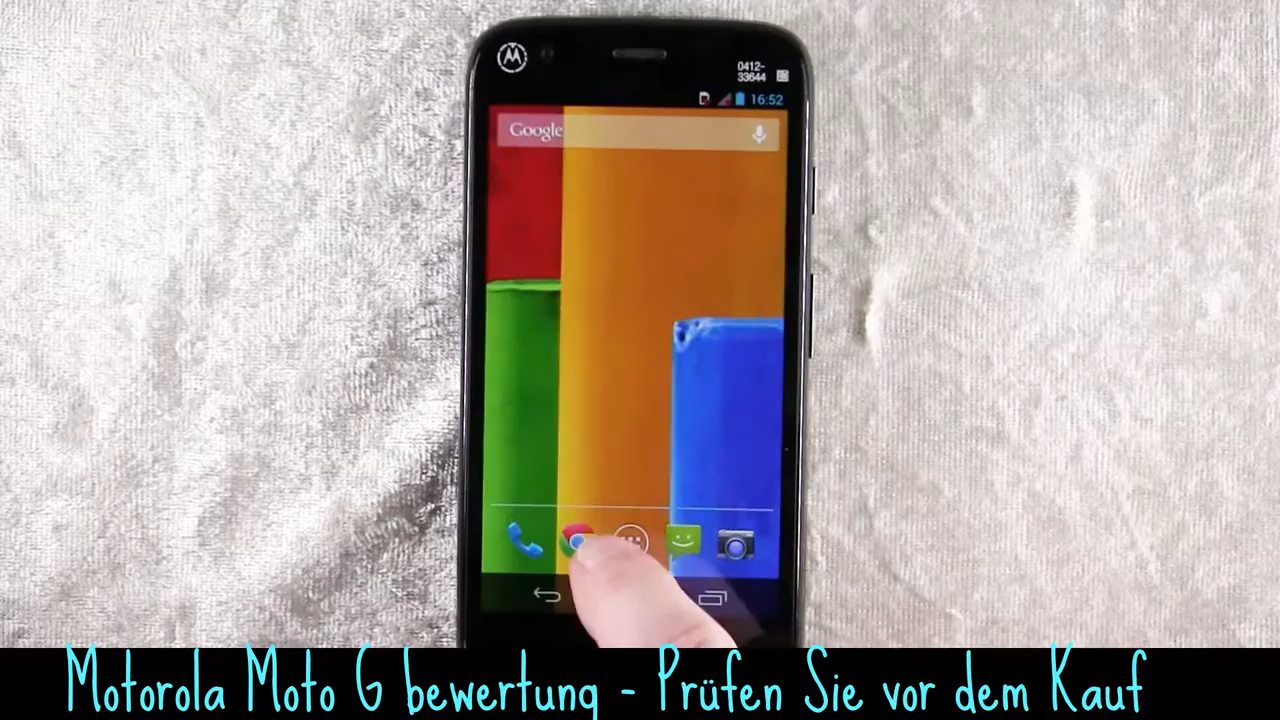 0412-
33644
16:52
Google
Motorola Moto G bewertung - Prüfen Sie vor dem Kauf